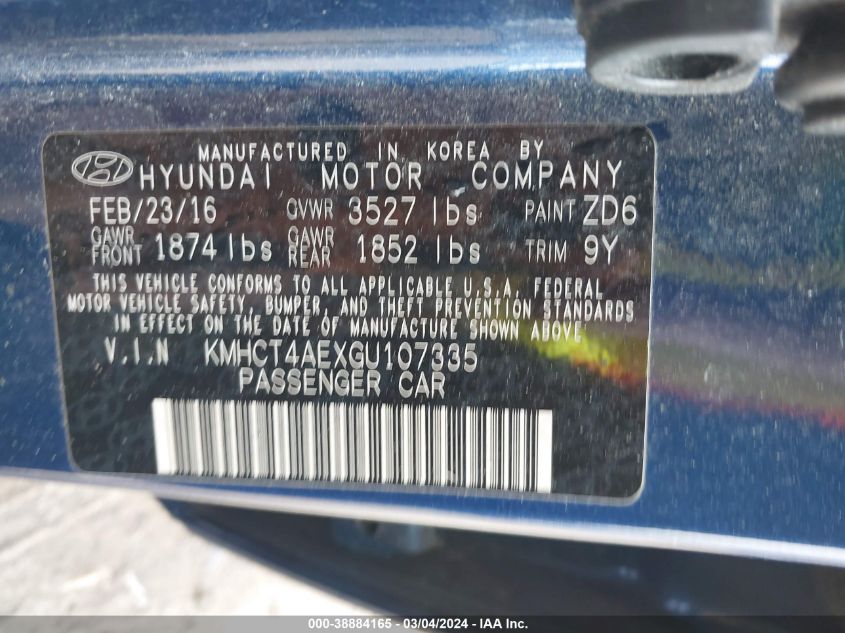 MANUFACTURED IN KOREA BY
HYUNDAI MOTOR COMPANY
FEB/23/16 GVWR 3527 lbs PAINT ZD6
GAWR FRONT 1874 lbs GAWR REAR 1852 lbs TRIM 9Y
THIS VEHICLE CONFORMS TO ALL APPLICABLE U.S.A. FEDERAL
MOTOR VEHICLE SAFETY, BUMPER, AND THEFT PREVENTION STANDARDS
IN EFFECT ON THE DATE OF MANUFACTURE SHOWN ABOVE
V.I.N KMHCT4AEXGU107335
PASSENGER CAR
000-38884165 - 03/04/2024 - IAA Inc.